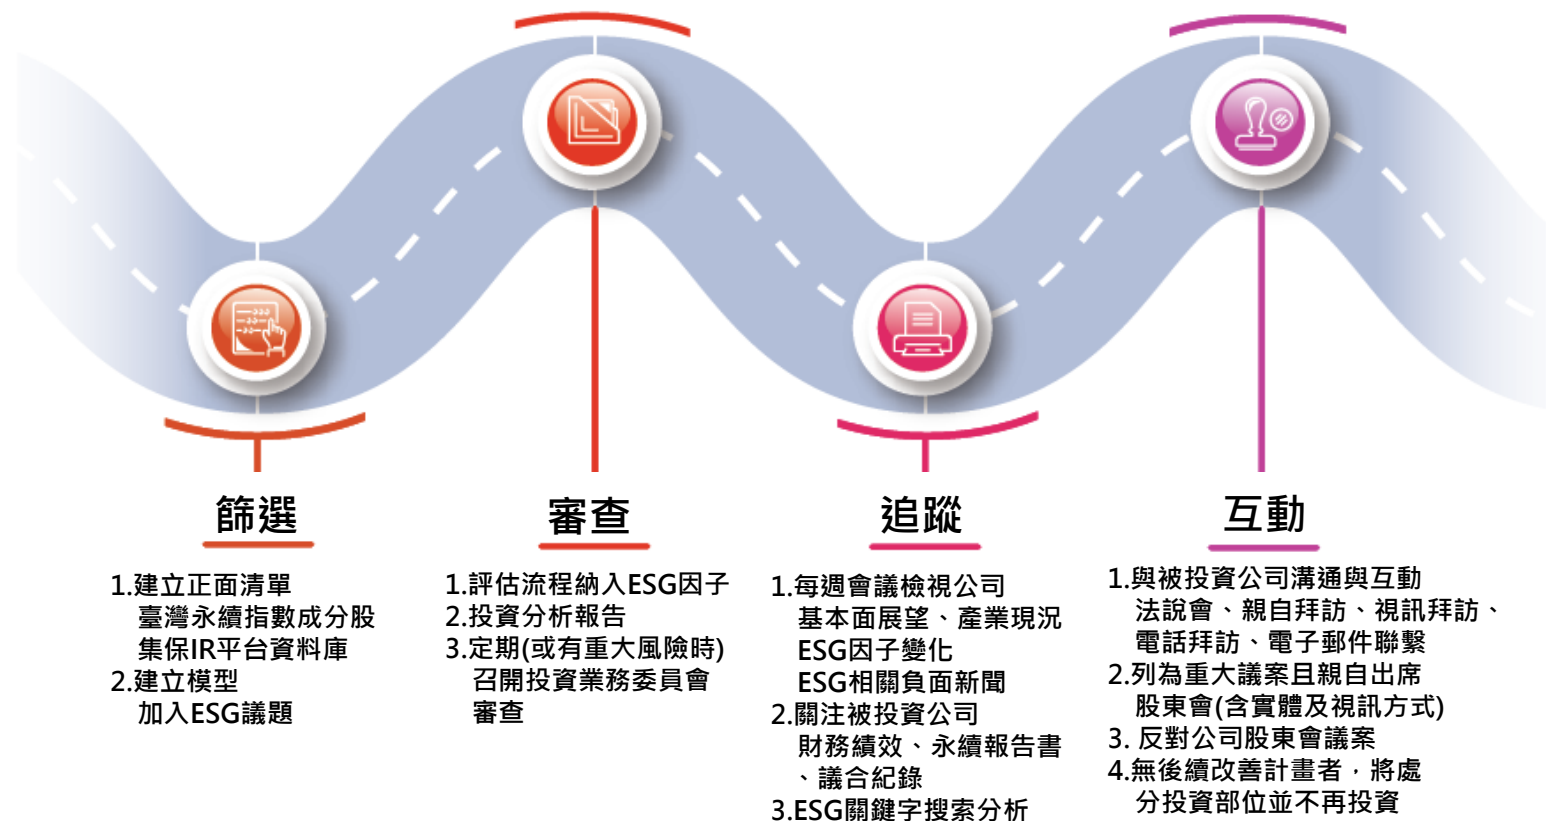 篩選
1.建立正面清單
臺灣永續指數成分股
集保IR平台資料庫
2.建立模型
加入ESG議題
審查
1.評估流程納入ESG因子
2.投資分析報告
3.定期(或有重大風險時)
召開投資業務委員會
審查
追蹤
1.每週會議檢視公司
基本面展望、產業現況
ESG因子變化
ESG相關負面新聞
2.關注被投資公司
財務績效、永續報告書
、議合紀錄
3.ESG關鍵字搜索分析
互動
1.與被投資公司溝通與互動
法說會、親自拜訪、視訊拜訪、
電話拜訪、電子郵件聯繫
2.列為重大議案且親自出席
股東會(含實體及視訊方式)
3. 反對公司股東會議案
4.無後續改善計畫者，將處
分投資部位並不再投資